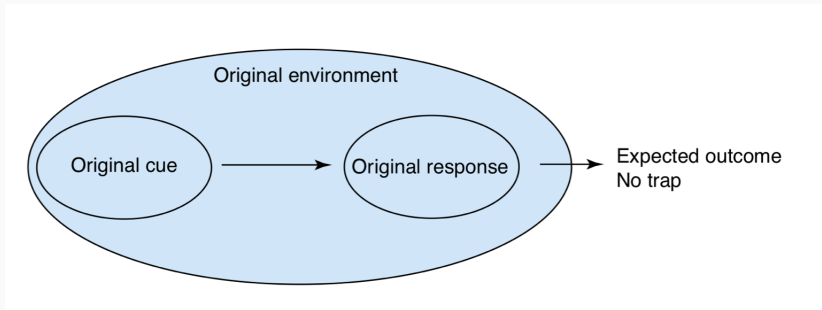 Original environment
Original cue
Original response
Expected outcome
No trap